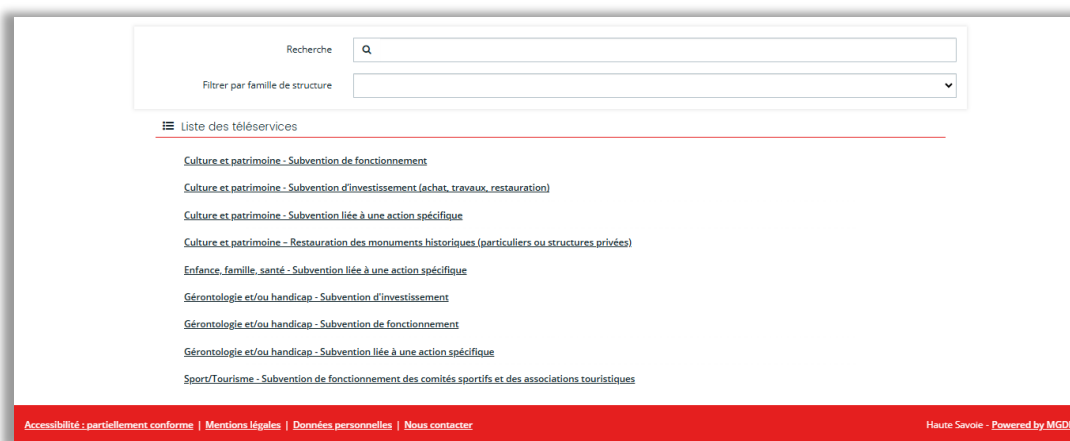 Recherche
Filtrer par famille de structure
Liste des téléservices
Culture et patrimoine - Subvention de fonctionnement
Culture et patrimoine - Subvention d'investissement (achat, travaux, restauration)
Culture et patrimoine - Subvention liée à une action spécifique
Culture et patrimoine – Restauration des monuments historiques (particuliers ou structures privées)
Enfance, famille, santé - Subvention liée à une action spécifique
Gérontologie et/ou handicap - Subvention d'investissement
Gérontologie et/ou handicap - Subvention de fonctionnement
Gérontologie et/ou handicap - Subvention liée à une action spécifique
Sport/Tourisme - Subvention de fonctionnement des comités sportifs et des associations touristiques
Accessibilité : partiellement conforme | Mentions légales | Données personnelles | Nous contacter Haute Savoie - Powered by